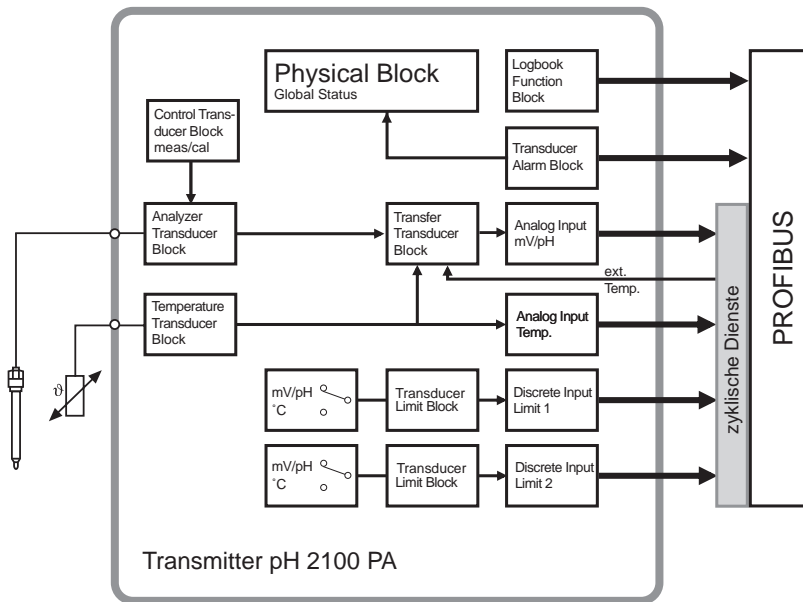 Physical Block
Global Status
Logbook
Function
Block
Control Trans-
ducer Block
meas/cal
Transducer
Alarm Block
Analyzer
Transducer
Block
Transfer
Transducer
Block
Analog Input
mV/pH
ext.
Temp.
Temperature
Transducer
Block
Analog Input
Temp.
ϑ
mV/pH
°C
Transducer
Limit Block
Discrete Input
Limit 1
mV/pH
°C
Transducer
Limit Block
Discrete Input
Limit 2
zyklische Dienste
PROFIBUS
Transmitter pH 2100 PA